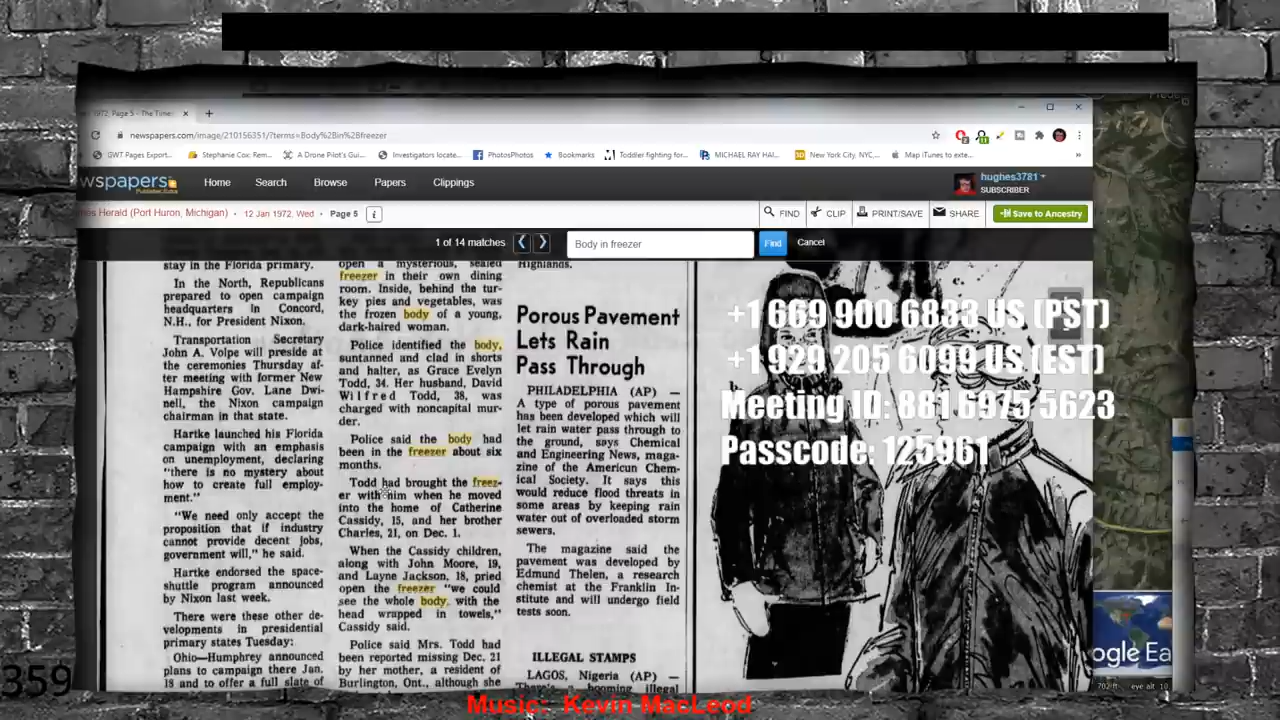 1972, Page 5 - The Time
newspapers.com/image/210156351/?terms=Body%2Bin%2Bfreezer
GWT Pages Export...
Stephanie Cox: Rem...
A Drone Pilot's Gui...
Investigators locate...
PhotosPhotos
Bookmarks
Toddler fighting for...
MICHAEL RAY HAI...
New York City, NYC,...
Map iTunes to exte...
wspapers
Home
Search
Browse
Papers
Clippings
hughes3781
SUBSCRIBER
Herald (Port Huron, Michigan) · 12 Jan 1972, Wed · Page 5
FIND
CLIP
PRINT/SAVE
SHARE
Save to Ancestry
1 of 14 matches
Body in freezer
Find
Cancel
stay in the Florida primary.
In the North, Republicans
prepared to open campaign
headquarters in Concord,
N.H., for President Nixon.
Transportation Secretary
John A. Volpe will preside at
the ceremonies Thursday af-
ter meeting with former New
Hampshire Gov. Lane Dwi-
nell, the Nixon campaign
chairman in that state.
Hartke launched his Florida
campaign with an emphasis
on unemployment, declaring
"there is no mystery about
how to create full employ-
ment."
"We need only accept the
proposition that if industry
cannot provide decent jobs,
government will," he said.
Hartke endorsed the space-
shuttle program announced
by Nixon last week.
There were these other de-
velopments in presidential
primary states Tuesday:
Ohio—Humphrey announced
plans to campaign there Jan.
18 and to offer a full slate of
open a mysterious, sealed
freezer in their own dining
room. Inside, behind the tur-
key pies and vegetables, was
the frozen body of a young,
dark-haired woman.
Police identified the body,
suntanned and clad in shorts
and halter, as Grace Evelyn
Todd, 34. Her husband, David
Wilfred Todd, 38, was
charged with noncapital mur-
der.
Police said the body had
been in the freezer about six
months.
Todd had brought the freez-
er with him when he moved
into the home of Catherine
Cassidy, 15, and her brother
Charles, 21, on Dec. 1.
When the Cassidy children,
along with John Moore, 19,
and Layne Jackson, 18, pried
open the freezer "we could
see the whole body, with the
head wrapped in towels,"
Cassidy said.
Police said Mrs. Todd had
been reported missing Dec. 21
by her mother, a resident of
Burlington, Ont., although she
Highlands.
Porous Pavement
Lets Rain
Pass Through
PHILADELPHIA (AP) —
A type of porous pavement
has been developed which will
let rain water pass through to
the ground, says Chemical
and Engineering News, maga-
zine of the American Chem-
ical Society. It says this
would reduce flood threats in
some areas by keeping rain
water out of overloaded storm
sewers.
The magazine said the
pavement was developed by
Edmund Thelen, a research
chemist at the Franklin In-
stitute and will undergo field
tests soon.
ILLEGAL STAMPS
LAGOS, Nigeria (AP) —
There's a booming illegal
+1 669 900 6833 US (PST)
+1 929 205 6099 US (EST)
Meeting ID: 881 6975 5623
Passcode: 125961
ogle Ea
702 ft eye alt 10
359
Music: Kevin MacLeod